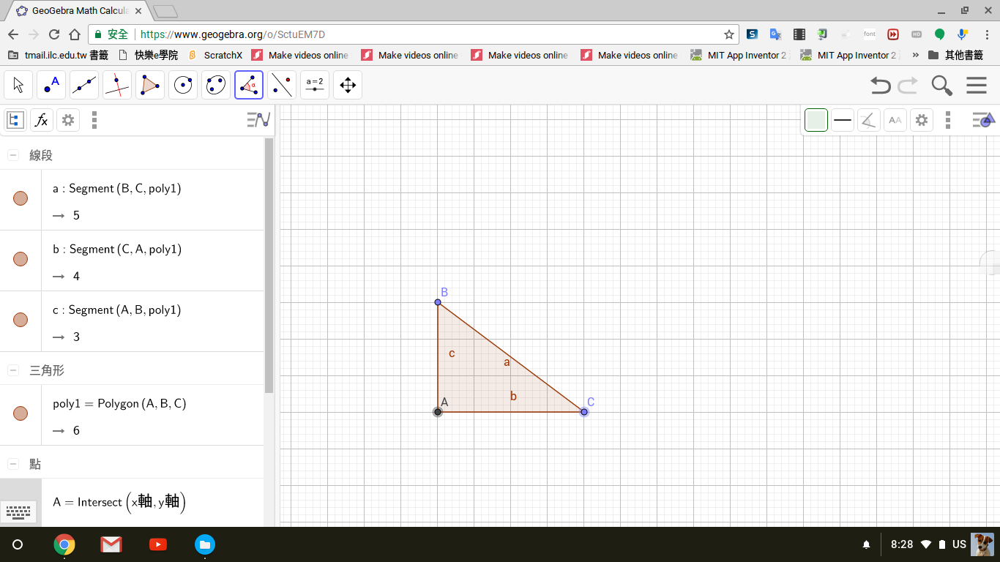 GeoGebra Math Calcula
安全
https://www.geogebra.org/o/SctuEM7D
S
font
HD
tmail.ilc.edu.tw 書籤
快樂e學院
ScratchX
Make videos online
Make videos online
Make videos online
Make videos online
MIT App Inventor 2
MIT App Inventor 2
»
其他書籤
A
α
a=2
fx
AA
線段
a : Segment (B, C, poly1)
→ 5
b : Segment (C, A, poly1)
→ 4
c : Segment (A, B, poly1)
→ 3
三角形
poly1 = Polygon (A, B, C)
→ 6
點
A = Intersect (x軸, y軸)
B
c
a
b
A
C
8:28
US